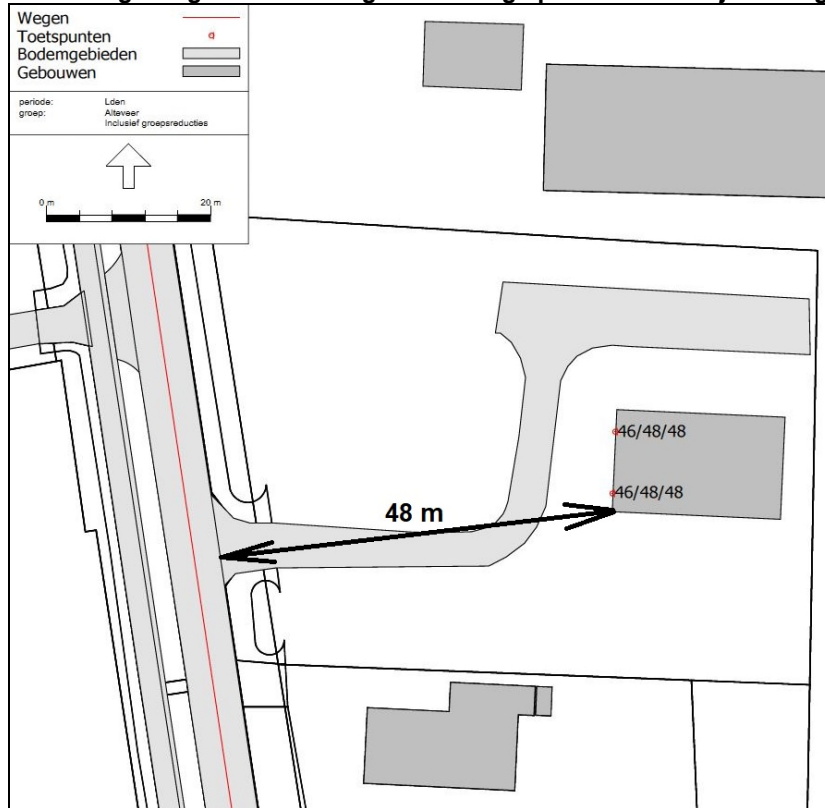 Wegen
Toetspunten
Bodemgebieden
Gebouwen
periode: Lden
groep: Alteveer
Inclusief groepsreducties
0 m 20 m
46/48/48
46/48/48
48 m